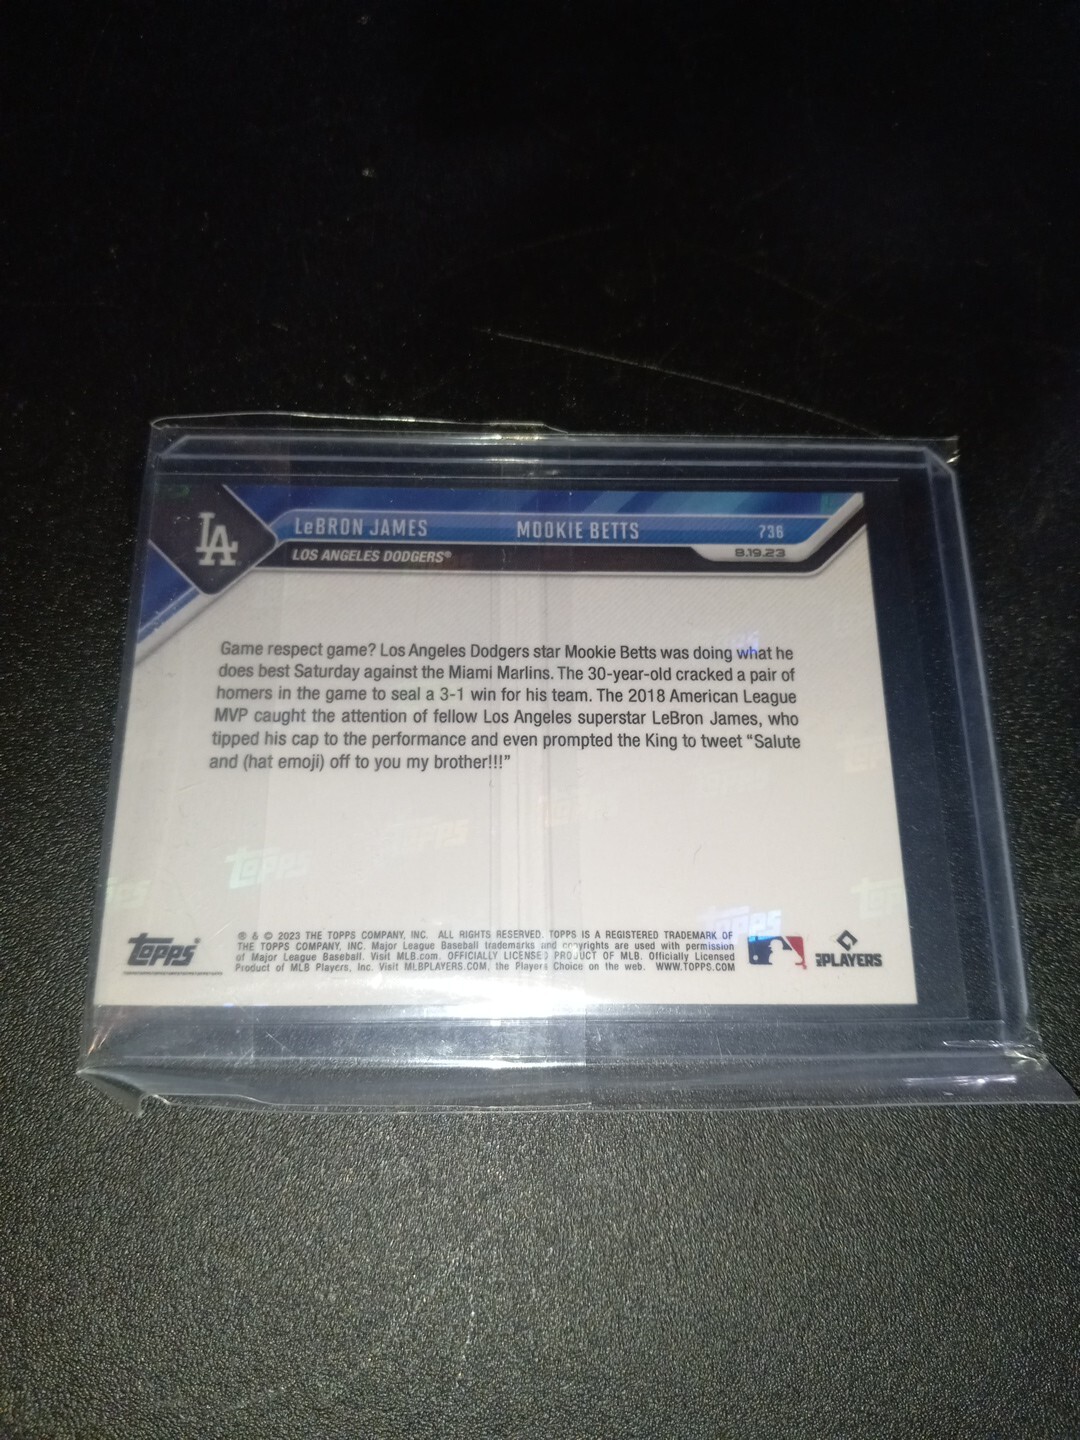 LA
LeBRON JAMES MOOKIE BETTS 736
LOS ANGELES DODGERS® 8.19.23
Game respect game? Los Angeles Dodgers star Mookie Betts was doing what he
does best Saturday against the Miami Marlins. The 30-year-old cracked a pair of
homers in the game to seal a 3-1 win for his team. The 2018 American League
MVP caught the attention of fellow Los Angeles superstar LeBron James, who
tipped his cap to the performance and even prompted the King to tweet “Salute
and (hat emoji) off to you my brother!!!”
Topps
Topps
Topps
Topps
® & © 2023 THE TOPPS COMPANY, INC. ALL RIGHTS RESERVED. TOPPS IS A REGISTERED TRADEMARK OF
THE TOPPS COMPANY, INC. Major League Baseball trademarks and copyrights are used with permission
of Major League Baseball. Visit MLB.com. OFFICIALLY LICENSED PRODUCT OF MLB. Officially Licensed
Product of MLB Players, Inc. Visit MLBPLAYERS.COM, the Players Choice on the web. WWW.TOPPS.COM
PLAYERS